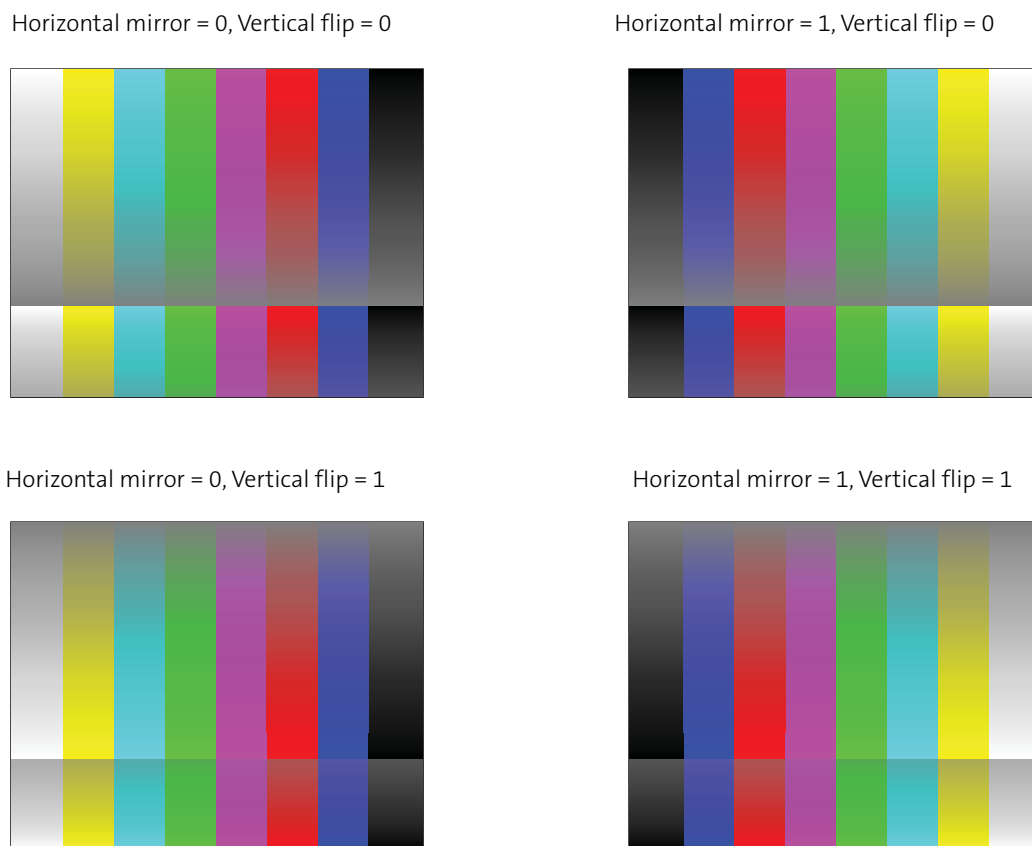 Horizontal mirror = 0, Vertical flip = 0
Horizontal mirror = 1, Vertical flip = 0
Horizontal mirror = 0, Vertical flip = 1
Horizontal mirror = 1, Vertical flip = 1